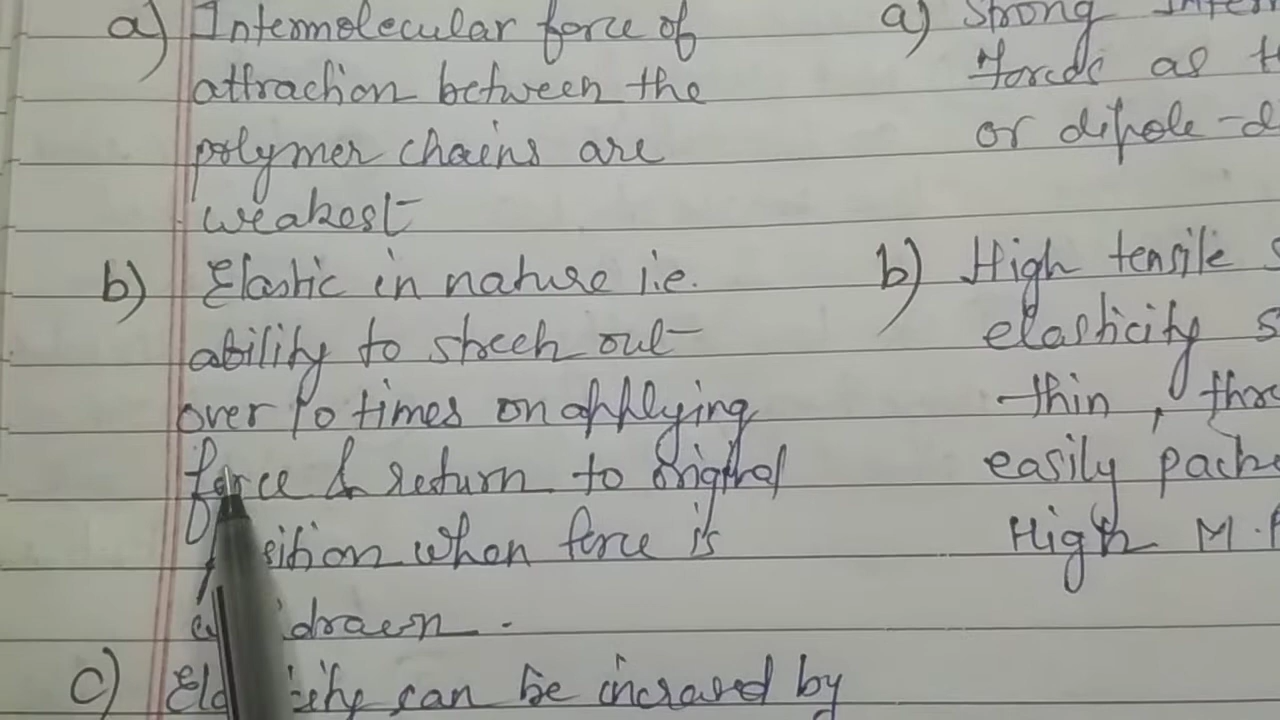 a) Intermolecular force of
attraction between the
polymer chains are
weakest
b) Elastic in nature i.e.
ability to strech out
over 10 times on applying
force & return to original
sition when force is
drawn.
c) can be incrased by
a) Strong
forces as
or dipole-d
b) High tensile
elasticity
thin,
easily pack
High M.P